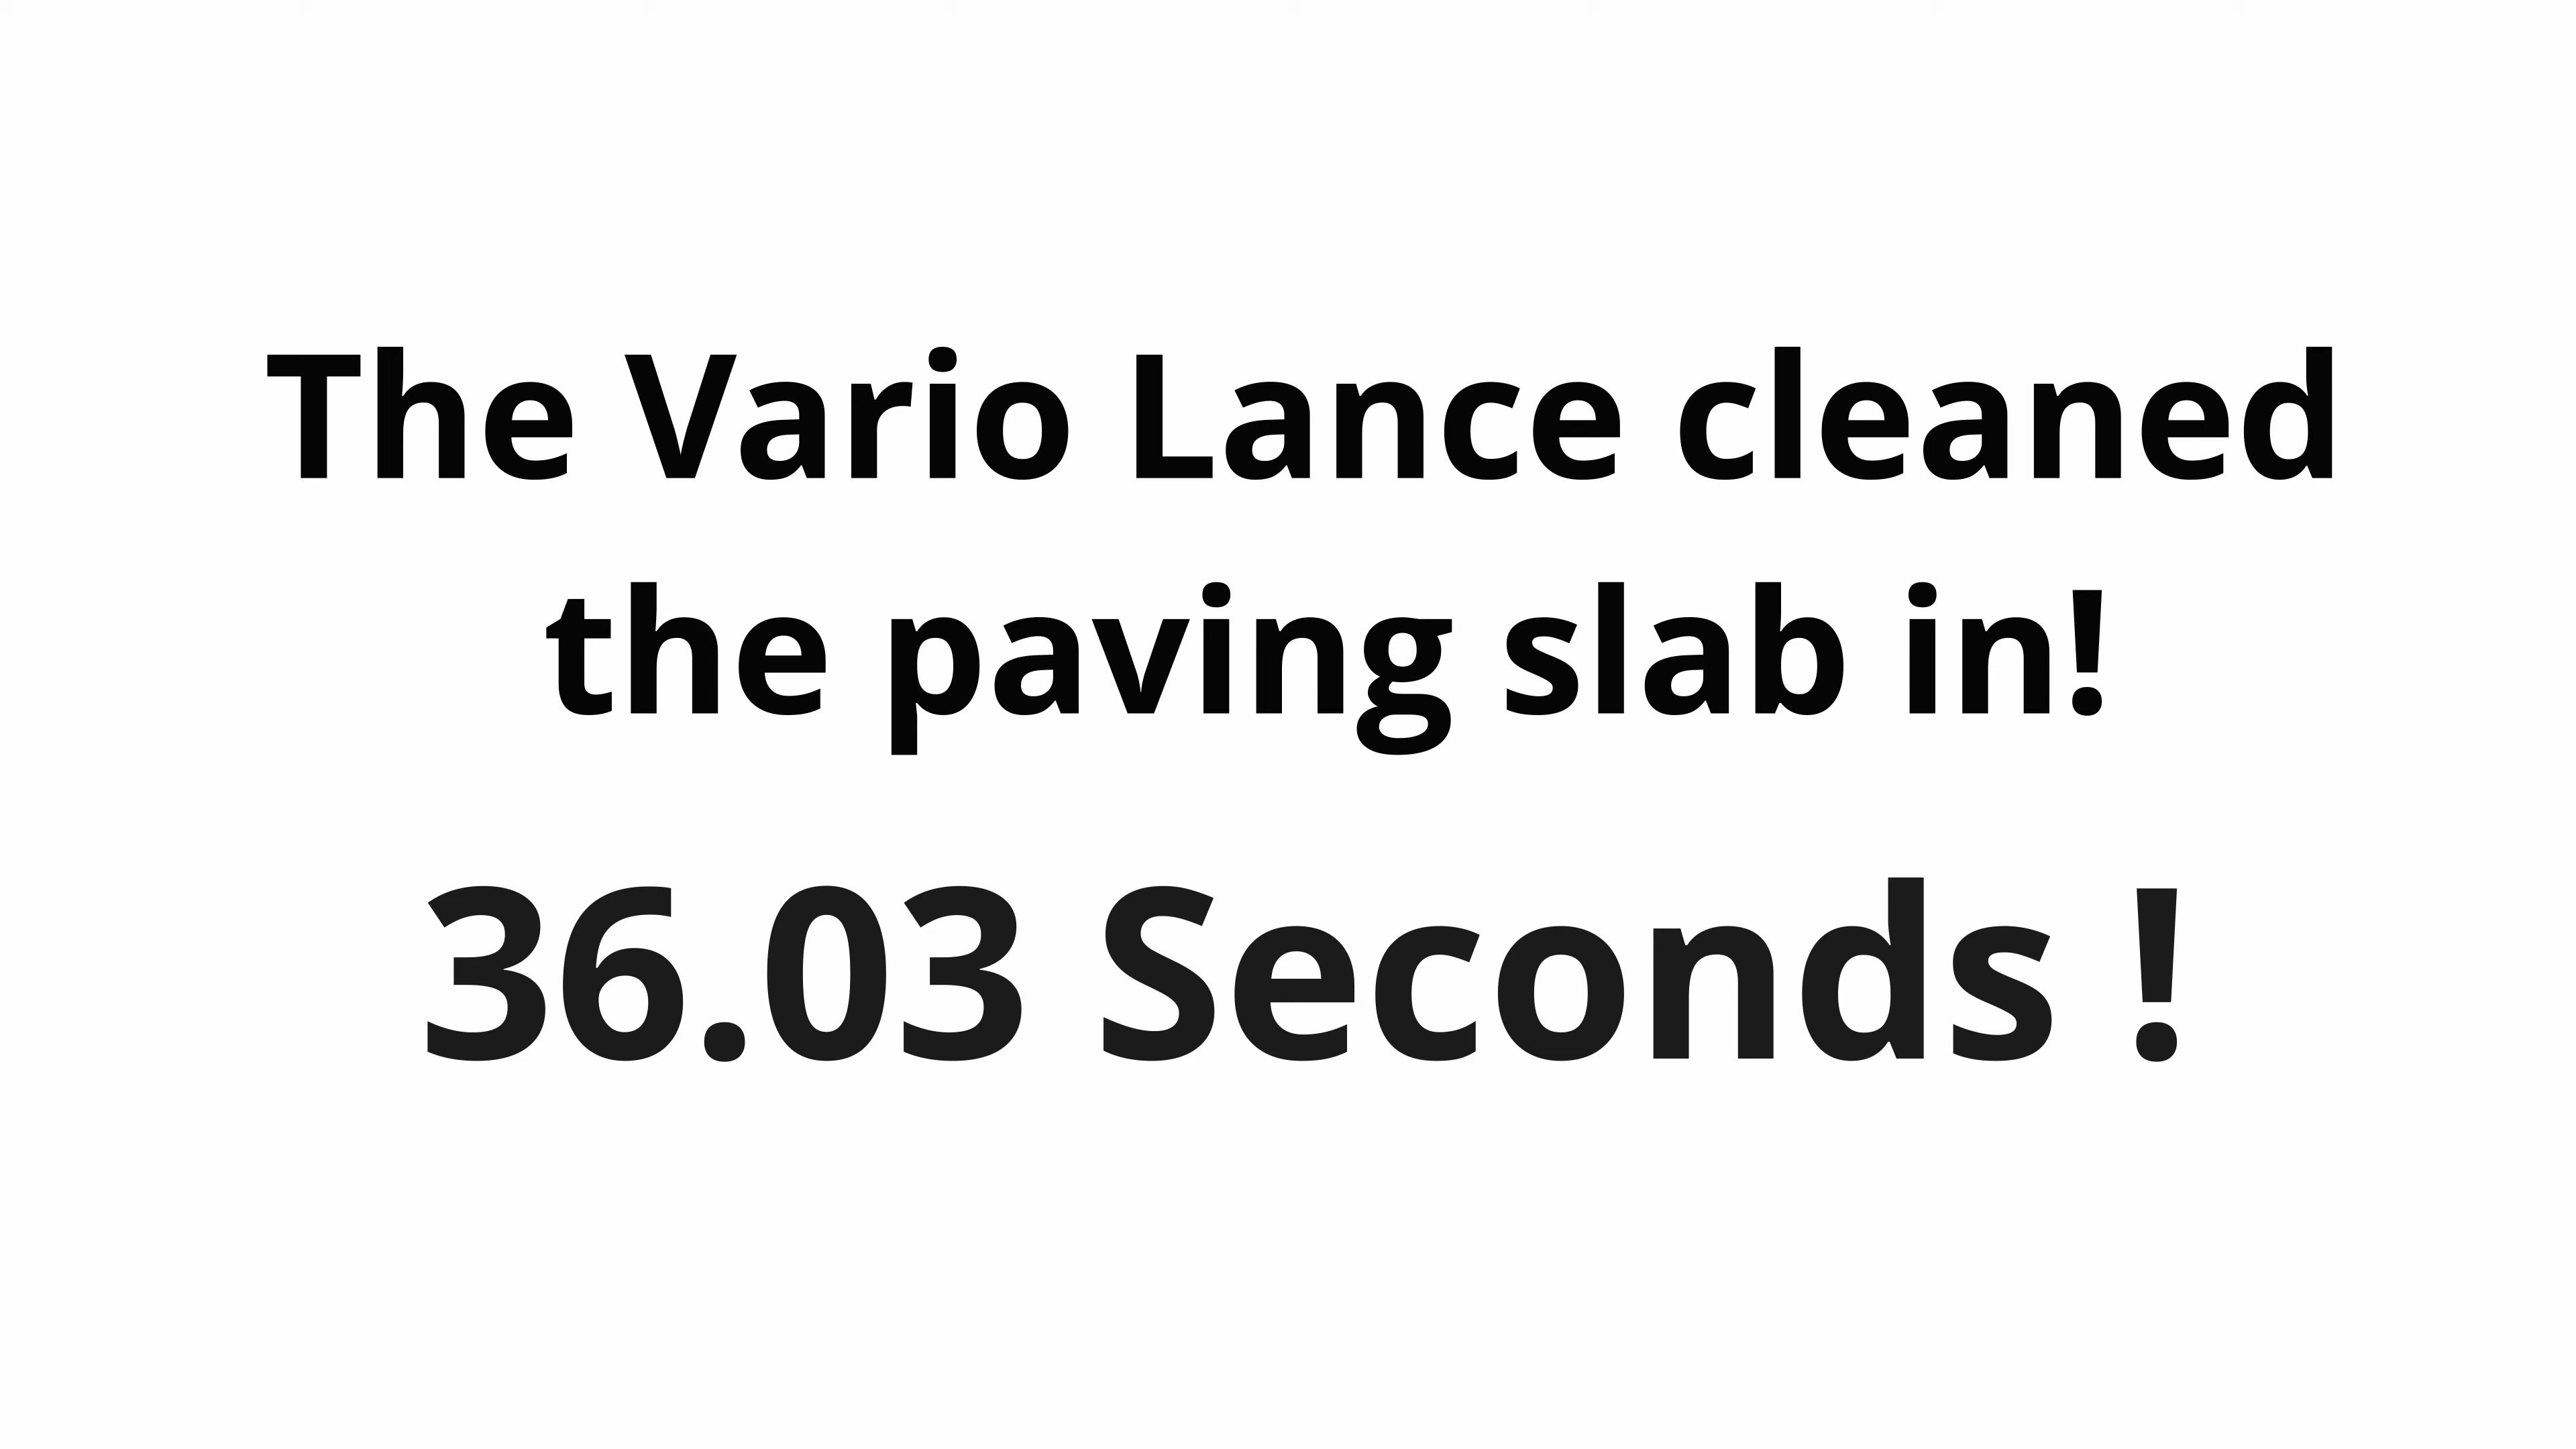 The Vario Lance cleaned
the paving slab in!
36.03 Seconds !